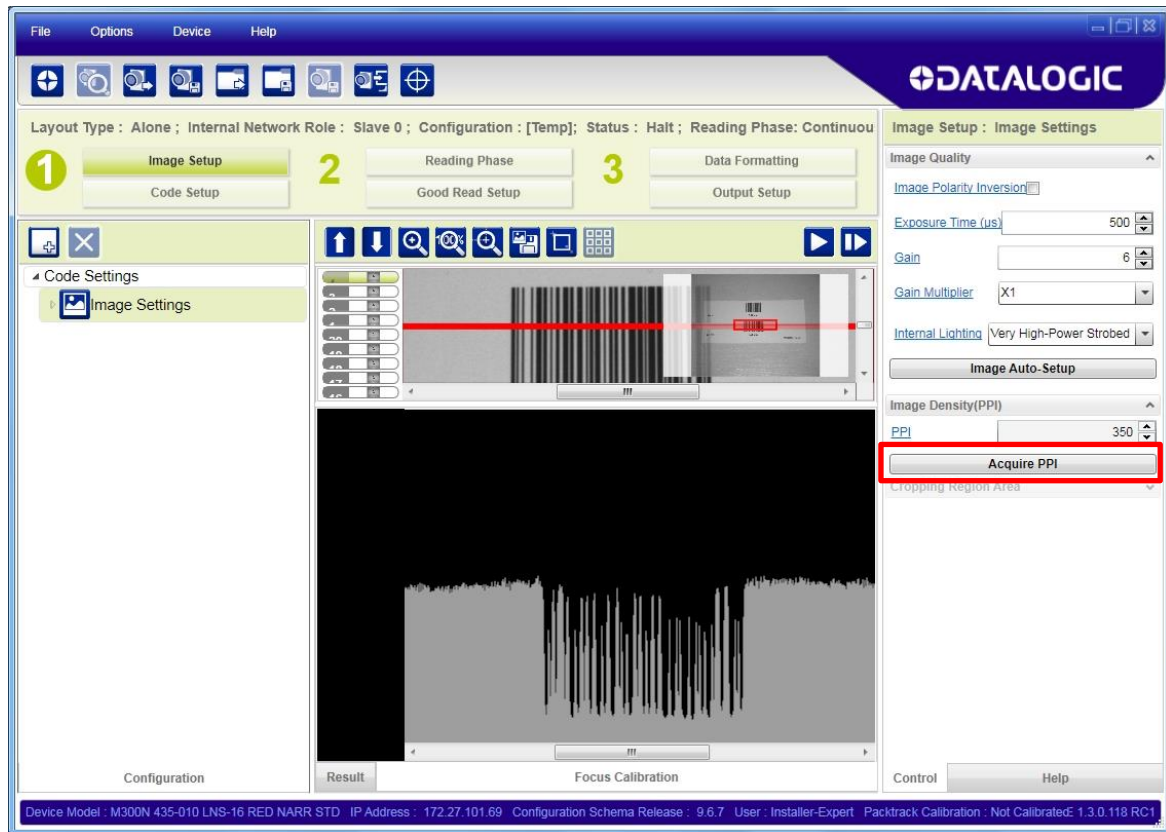 File Options Device Help
DATALOGIC
Layout Type : Alone ; Internal Network Role : Slave 0 ; Configuration : [Temp]; Status : Halt ; Reading Phase: Continuou
1 Image Setup
Code Setup
2 Reading Phase
Good Read Setup
3 Data Formatting
Output Setup
Image Setup : Image Settings
Image Quality
Image Polarity Inversion
Exposure Time (us) 500
Gain 6
Gain Multiplier X1
Internal Lighting Very High-Power Strobed
Image Auto-Setup
Image Density(PPI)
PPI 350
Acquire PPI
Cropping Region Area
Code Settings
Image Settings
100%
Configuration
Result
Focus Calibration
Control
Help
Device Model : M300N 435-010 LNS-16 RED NARR STD IP Address : 172.27.101.69 Configuration Schema Release : 9.6.7 User : Installer-Expert Packtrack Calibration : Not Calibrated 1.3.0.118 RC1